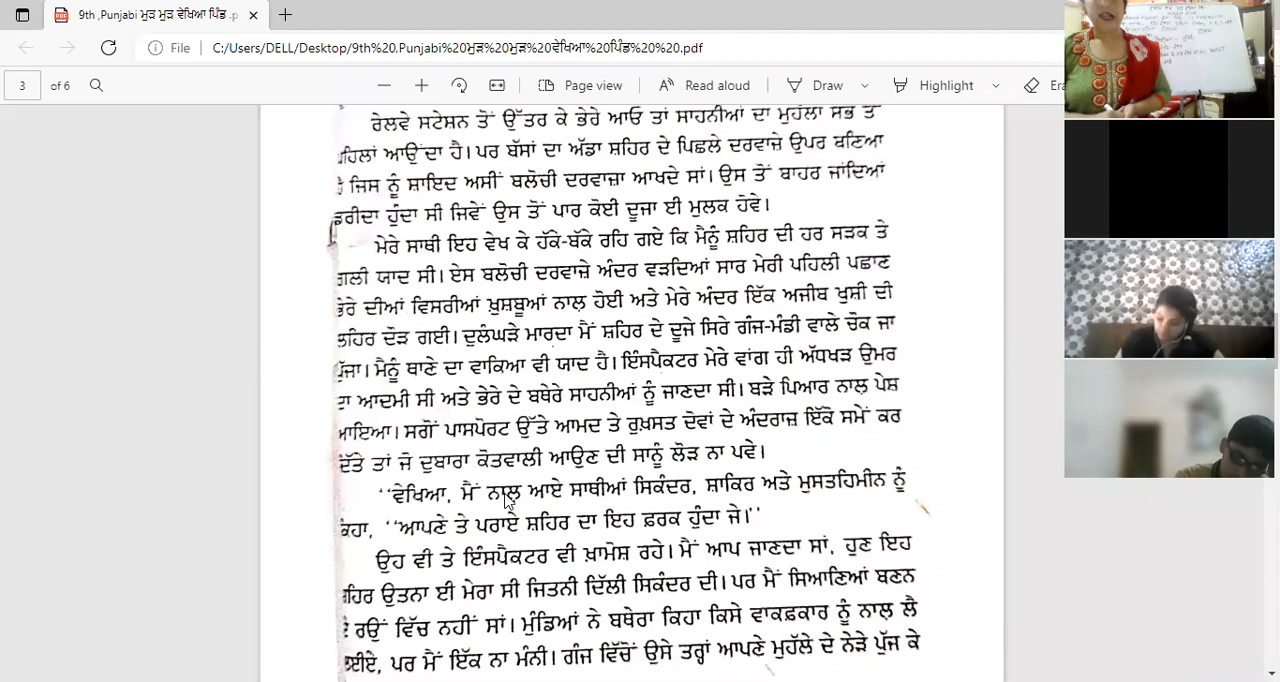 9th ,Punjabi ਮੁੜ ਮੁੜ ਵੇਖਿਆ ਪਿੰਡ .p
File C:/Users/DELL/Desktop/9th%20,Punjabi%20ਮੁੜ%20ਮੁੜ%20ਵੇਖਿਆ%20ਪਿੰਡ%20%20.pdf
3 of 6 Page view Read aloud Draw Highlight Era
ਰੇਲਵੇ ਸਟੇਸ਼ਨ ਤੋਂ ਉੱਤਰ ਕੇ ਭੇਰੇ ਆਓ ਤਾਂ ਸਾਹਨੀਆਂ ਦਾ ਮੁਹੱਲਾ ਸਭ ਤੋਂ
ਪਹਿਲਾਂ ਆਉਂਦਾ ਹੈ। ਪਰ ਬੱਸਾਂ ਦਾ ਅੱਡਾ ਸ਼ਹਿਰ ਦੇ ਪਿਛਲੇ ਦਰਵਾਜ਼ੇ ਉਪਰ ਬਣਿਆ
ਹੈ ਜਿਸ ਨੂੰ ਸ਼ਾਇਦ ਅਸੀਂ ਬਲੋਚੀ ਦਰਵਾਜ਼ਾ ਆਖਦੇ ਸਾਂ। ਉਸ ਤੋਂ ਬਾਹਰ ਜਾਂਦਿਆਂ
ਡਰੀਦਾ ਹੁੰਦਾ ਸੀ ਜਿਵੇਂ ਉਸ ਤੋਂ ਪਾਰ ਕੋਈ ਦੂਜਾ ਈ ਮੁਲਕ ਹੋਵੇ।
ਮੇਰੇ ਸਾਥੀ ਇਹ ਵੇਖ ਕੇ ਹੱਕੇ-ਬੱਕੇ ਰਹਿ ਗਏ ਕਿ ਮੈਨੂੰ ਸ਼ਹਿਰ ਦੀ ਹਰ ਸੜਕ ਤੇ
ਗਲੀ ਯਾਦ ਸੀ। ਏਸ ਬਲੋਚੀ ਦਰਵਾਜ਼ੇ ਅੰਦਰ ਵੜਦਿਆਂ ਸਾਰ ਮੇਰੀ ਪਹਿਲੀ ਪਛਾਣ
ਭੇਰੇ ਦੀਆਂ ਵਿਸਰੀਆਂ ਖ਼ੁਸ਼ਬੂਆਂ ਨਾਲ਼ ਹੋਈ ਅਤੇ ਮੇਰੇ ਅੰਦਰ ਇੱਕ ਅਜੀਬ ਖੁਸ਼ੀ ਦੀ
ਲਹਿਰ ਦੌੜ ਗਈ। ਦੁਲੰਘੜੇ ਮਾਰਦਾ ਮੈਂ ਸ਼ਹਿਰ ਦੇ ਦੂਜੇ ਸਿਰੇ ਗੰਜ-ਮੰਡੀ ਵਾਲੇ ਚੌਕ ਜਾ
ਪੁੱਜਾ। ਮੈਨੂੰ ਥਾਣੇ ਦਾ ਵਾਕਿਆ ਵੀ ਯਾਦ ਹੈ। ਇੰਸਪੈਕਟਰ ਮੇਰੇ ਵਾਂਗ ਹੀ ਅੱਧਖੜ ਉਮਰ
ਦਾ ਆਦਮੀ ਸੀ ਅਤੇ ਭੇਰੇ ਦੇ ਬਥੇਰੇ ਸਾਹਨੀਆਂ ਨੂੰ ਜਾਣਦਾ ਸੀ। ਬੜੇ ਪਿਆਰ ਨਾਲ਼ ਪੇਸ਼
ਆਇਆ। ਸਗੋਂ ਪਾਸਪੋਰਟ ਉੱਤੇ ਆਮਦ ਤੇ ਰੁਖ਼ਸਤ ਦੋਵਾਂ ਦੇ ਅੰਦਰਾਜ਼ ਇੱਕੋ ਸਮੇਂ ਕਰ
ਦਿੱਤੇ ਤਾਂ ਜੋ ਦੁਬਾਰਾ ਕੋਤਵਾਲੀ ਆਉਣ ਦੀ ਸਾਨੂੰ ਲੋੜ ਨਾ ਪਵੇ।
‘‘ਵੇਖਿਆ, ਮੈਂ ਨਾਲ਼ ਆਏ ਸਾਥੀਆਂ ਸਿਕੰਦਰ, ਸ਼ਾਕਿਰ ਅਤੇ ਮੁਸਤਹਿਮੀਨ ਨੂੰ
ਕਿਹਾ, ‘‘ਆਪਣੇ ਤੇ ਪਰਾਏ ਸ਼ਹਿਰ ਦਾ ਇਹ ਫ਼ਰਕ ਹੁੰਦਾ ਜੇ।’’
ਉਹ ਵੀ ਤੇ ਇੰਸਪੈਕਟਰ ਵੀ ਖ਼ਾਮੋਸ਼ ਰਹੇ। ਮੈਂ ਆਪ ਜਾਣਦਾ ਸਾਂ, ਹੁਣ ਇਹ
ਸ਼ਹਿਰ ਉਤਨਾ ਈ ਮੇਰਾ ਸੀ ਜਿਤਨੀ ਦਿੱਲੀ ਸਿਕੰਦਰ ਦੀ। ਪਰ ਮੈਂ ਸਿਆਣਿਆਂ ਬਣਨ
ਦੇ ਰਉਂ ਵਿੱਚ ਨਹੀਂ ਸਾਂ। ਮੁੰਡਿਆਂ ਨੇ ਬਥੇਰਾ ਕਿਹਾ ਕਿਸੇ ਵਾਕਫ਼ਕਾਰ ਨੂੰ ਨਾਲ਼ ਲੈ
ਲਈਏ, ਪਰ ਮੈਂ ਇੱਕ ਨਾ ਮੰਨੀ। ਗੰਜ ਵਿੱਚੋਂ ਉਸੇ ਤਰ੍ਹਾਂ ਆਪਣੇ ਮੁਹੱਲੇ ਦੇ ਨੇੜੇ ਪੁੱਜ ਕੇ